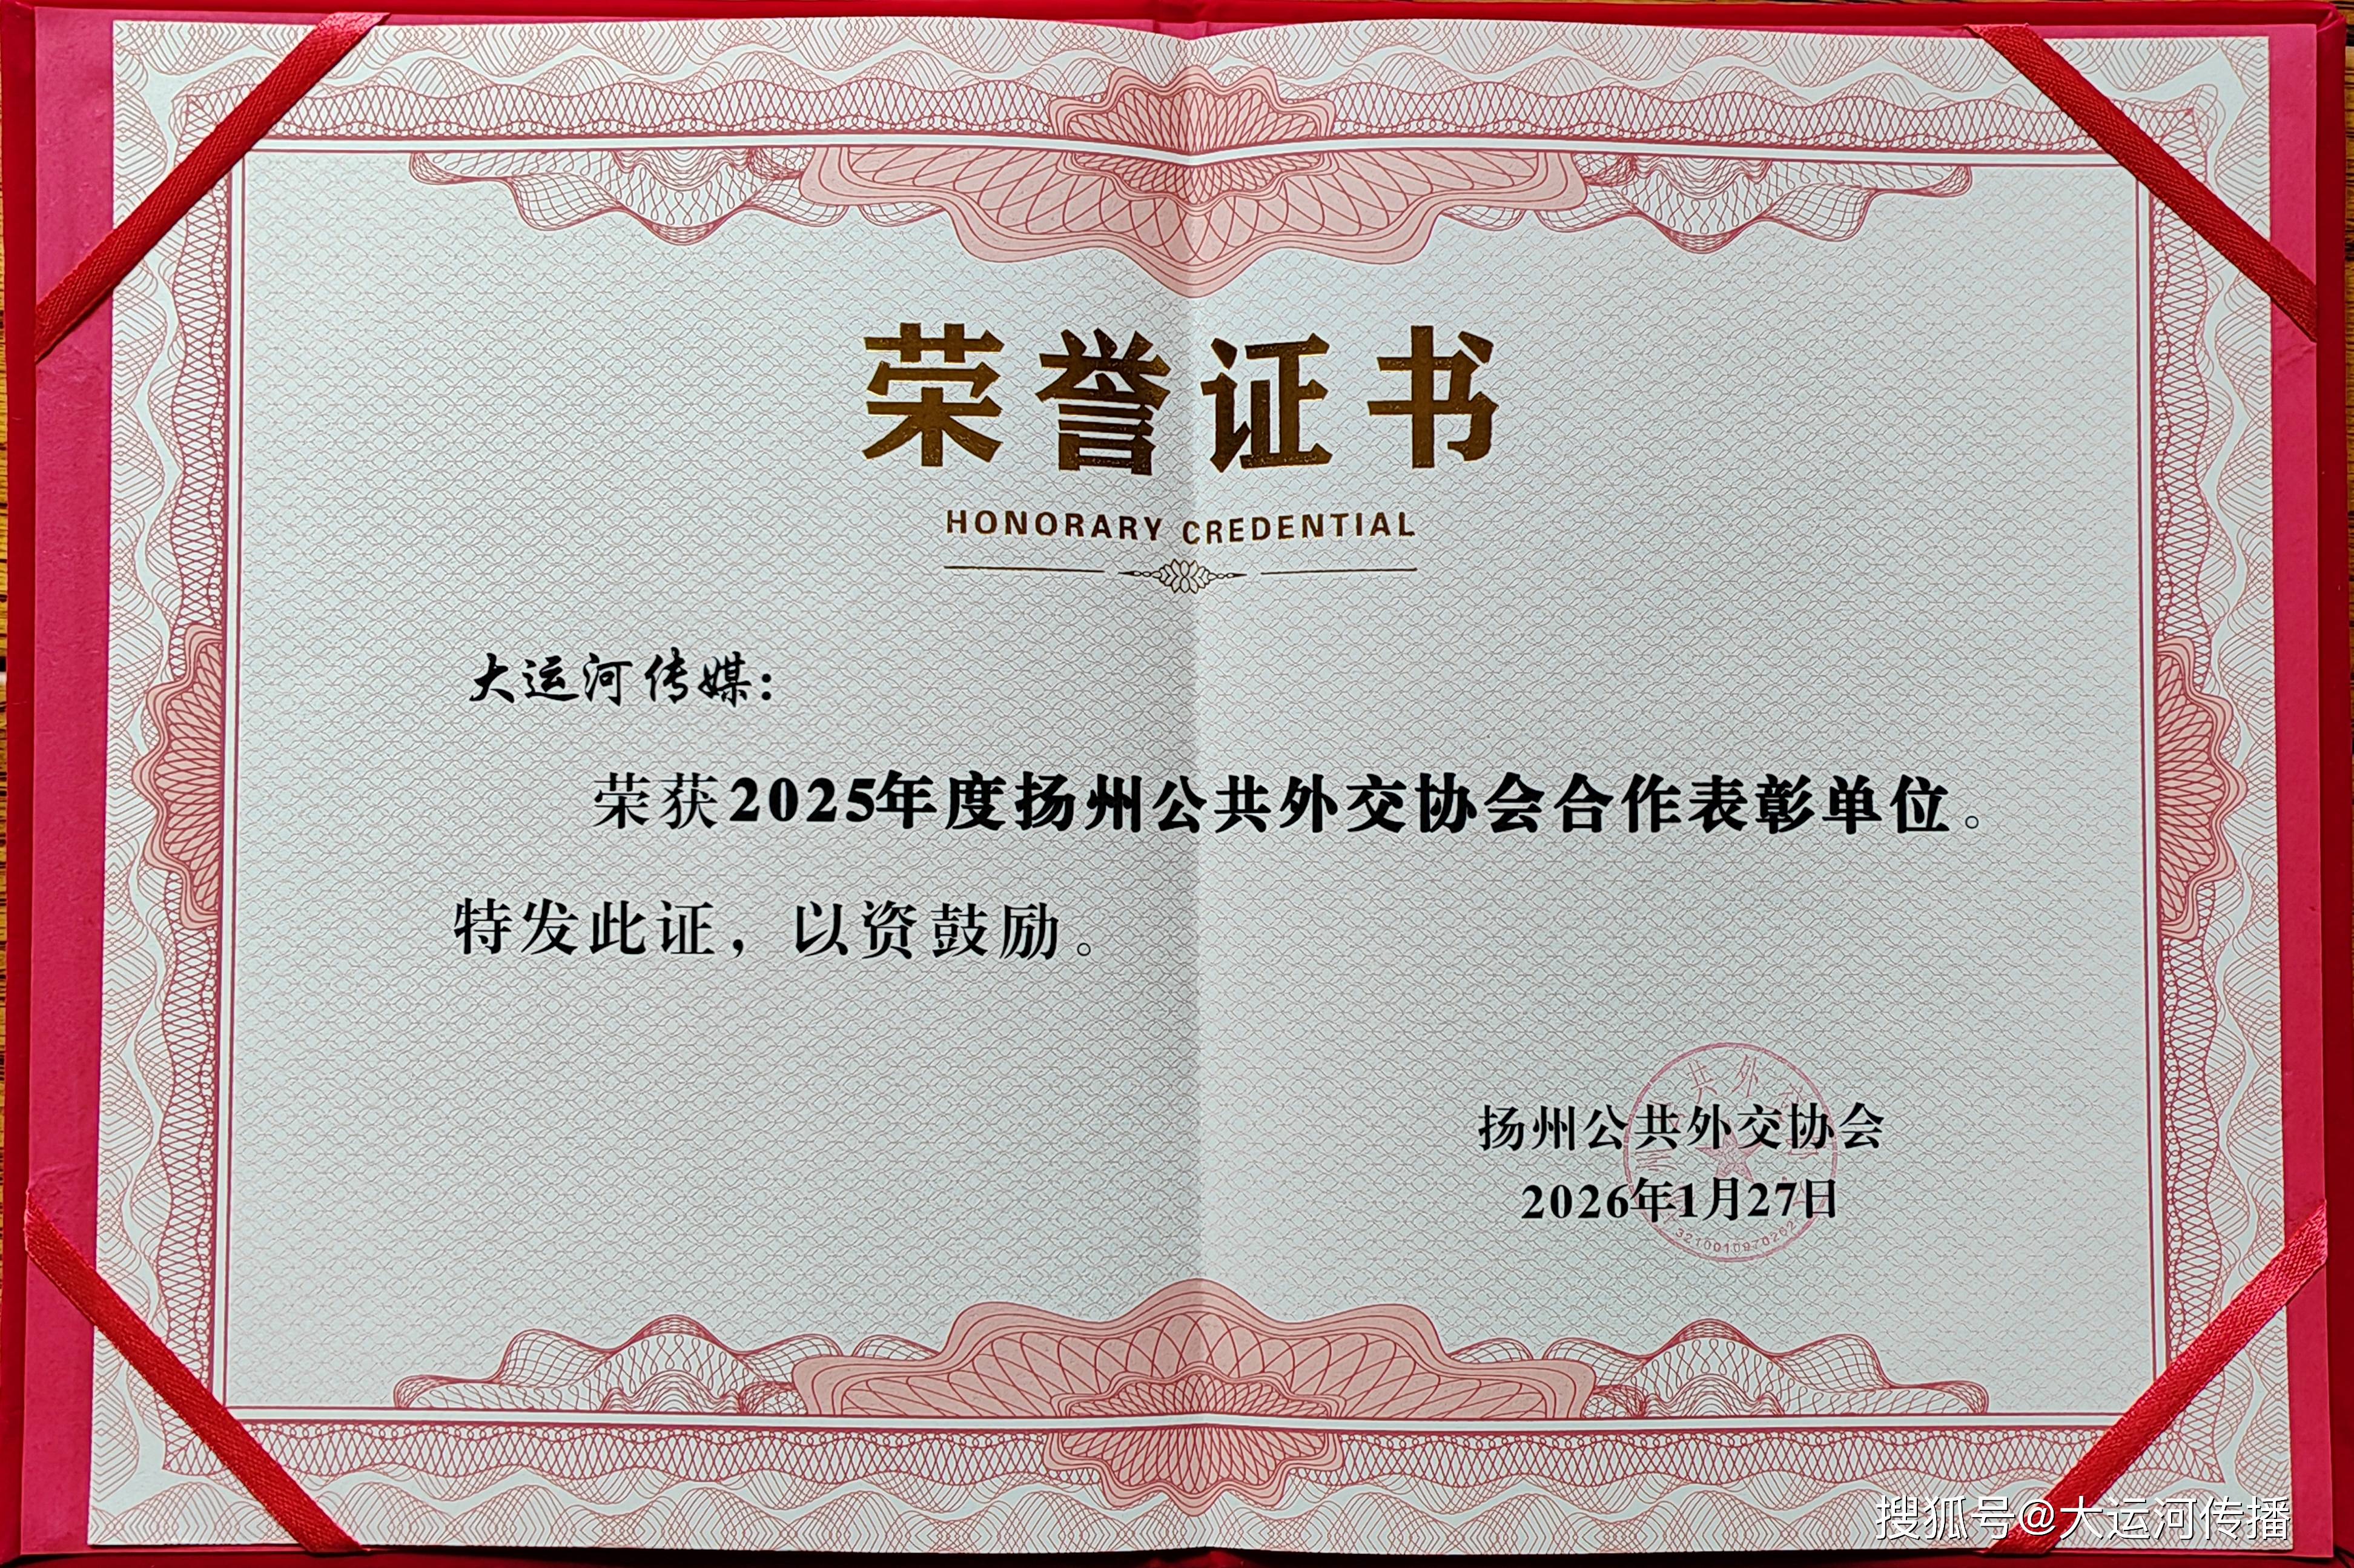 荣誉证书
HONORARY CREDENTIAL
大运河传媒:
荣获2025年度扬州公共外交协会合作表彰单位。
特发此证，以资鼓励。
共外
扬州公共外交协会
2026年1月27日
搜狐号@大运河传播